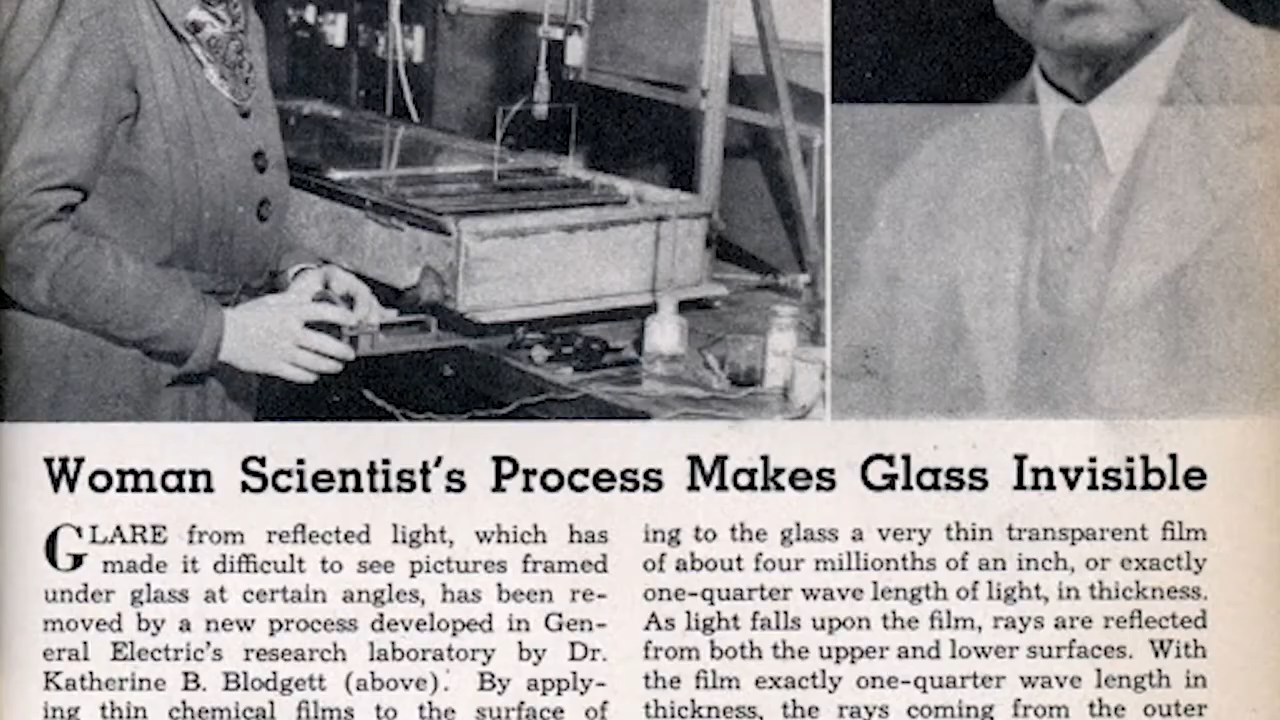 Woman Scientist's Process Makes Glass Invisible
GLARE from reflected light, which has
made it difficult to see pictures framed
under glass at certain angles, has been re-
moved by a new process developed in Gen-
eral Electric's research laboratory by Dr.
Katherine B. Blodgett (above). By apply-
ing thin chemical films to the surface of
ing to the glass a very thin transparent film
of about four millionths of an inch, or exactly
one-quarter wave length of light, in thickness.
As light falls upon the film, rays are reflected
from both the upper and lower surfaces. With
the film exactly one-quarter wave length in
thickness, the rays coming from the outer